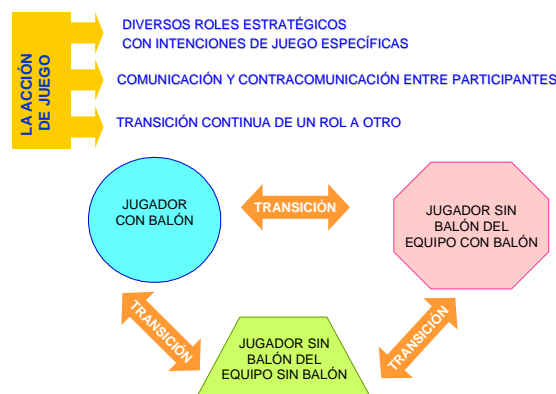 LA ACCIÓN
DE JUEGO
DIVERSOS ROLES ESTRATÉGICOS
CON INTENCIONES DE JUEGO ESPECÍFICAS
COMUNICACIÓN Y CONTRACOMUNICACIÓN ENTRE PARTICIPANTES
TRANSICIÓN CONTINUA DE UN ROL A OTRO
JUGADOR
CON BALÓN
TRANSICIÓN
JUGADOR SIN
BALÓN DEL
EQUIPO CON BALÓN
TRANSICIÓN
JUGADOR SIN
BALÓN DEL
EQUIPO SIN BALÓN
TRANSICIÓN